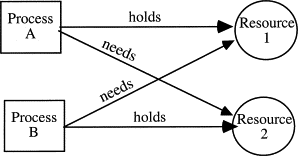 Process
A
holds
Resource
1
needs
needs
Process
B
holds
Resource
2